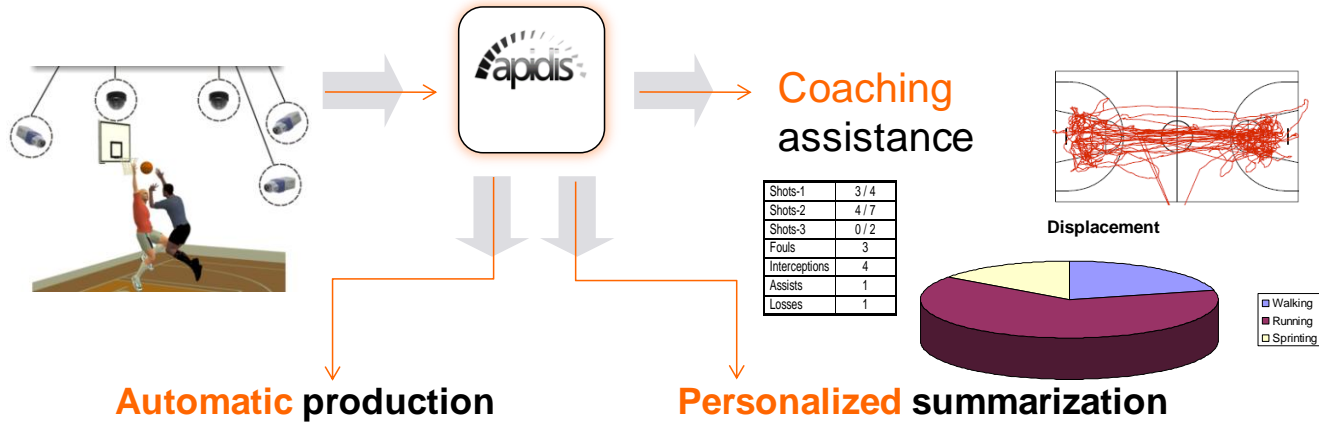 apidis
Coaching
assistance
Shots-1 3 / 4
Shots-2 4 / 7
Shots-3 0 / 2
Fouls 3
Interceptions 4
Assists 1
Losses 1
Displacement
Walking
Running
Sprinting
Automatic production
Personalized summarization